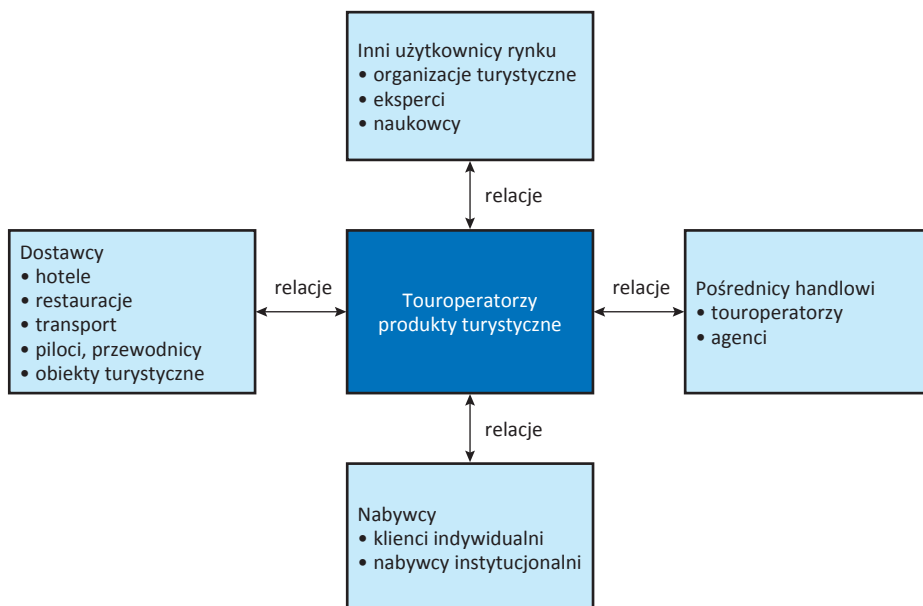 Inni użytkownicy rynku
• organizacje turystyczne
• eksperci
• naukowcy
relacje
Dostawcy
• hotele
• restauracje
• transport
• piloci, przewodnicy
• obiekty turystyczne
relacje
Touroperatorzy
produkty turystyczne
relacje
Pośrednicy handlowi
• touroperatorzy
• agenci
relacje
Nabywcy
• klienci indywidualni
• nabywcy instytucjonalni